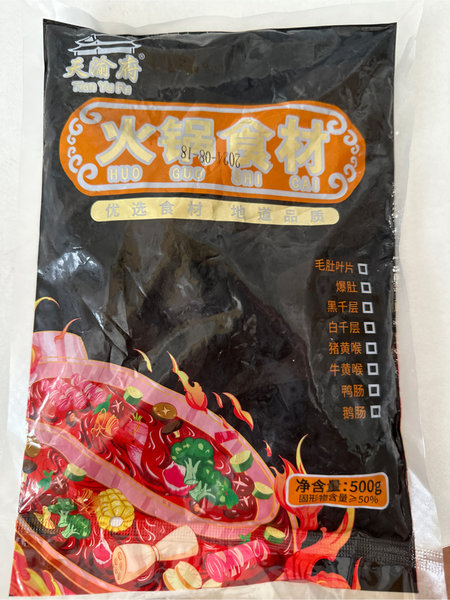 天渝府
Tian Yu Fu
火锅食材
HUO GUO SHI CAI
2024-08-18
优选食材 地道品质
毛肚叶片
爆肚
黑千层
白千层
猪黄喉
牛黄喉
鸭肠
鹅肠
净含量:500g
固形物含量≥50%